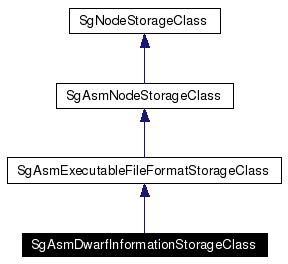 SgNodeStorageClass
SgAsmNodeStorageClass
SgAsmExecutableFileFormatStorageClass
SgAsmDwarfInformationStorageClass